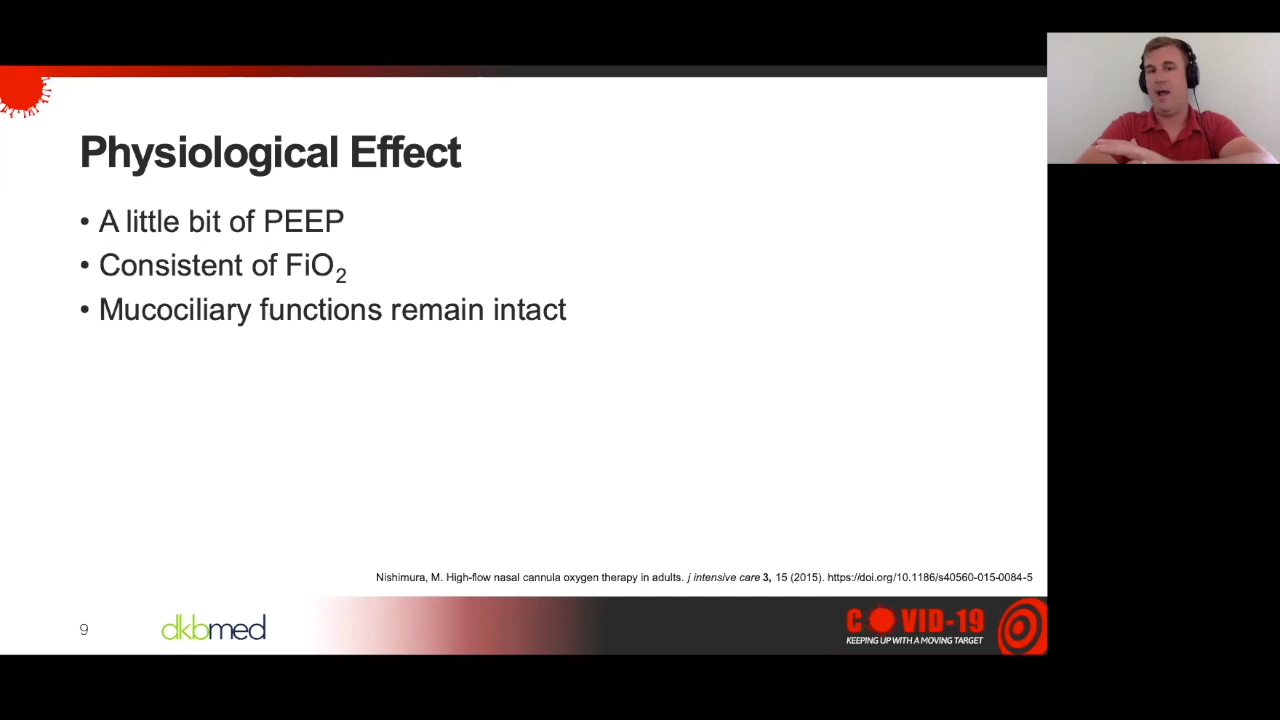 Physiological Effect
• A little bit of PEEP
• Consistent of FiO₂
• Mucociliary functions remain intact
Nishimura, M. High-flow nasal cannula oxygen therapy in adults. j intensive care 3, 15 (2015). https://doi.org/10.1186/s40560-015-0084-5
9
dkbmed
COVID-19
KEEPING UP WITH A MOVING TARGET